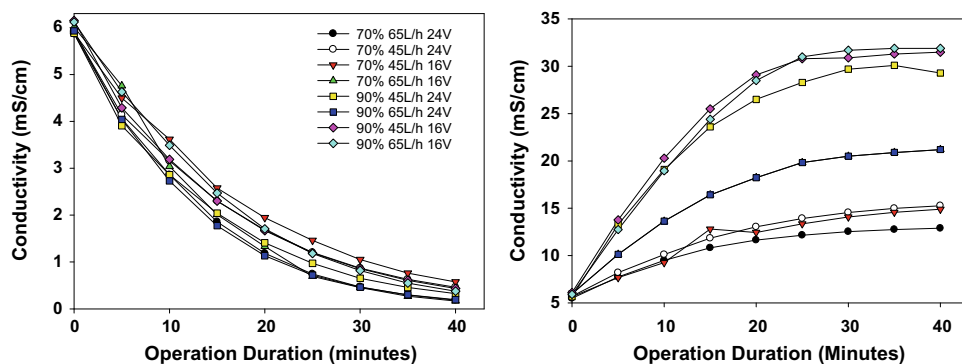 Conductivity (mS/cm)
6
5
4
3
2
1
0
0
10
20
30
40
Operation Duration (minutes)
70% 65L/h 24V
70% 45L/h 24V
70% 45L/h 16V
70% 65L/h 16V
90% 45L/h 24V
90% 65L/h 24V
90% 45L/h 16V
90% 65L/h 16V
Conductivity (mS/cm)
35
30
25
20
15
10
5
0
10
20
30
40
Operation Duration (Minutes)